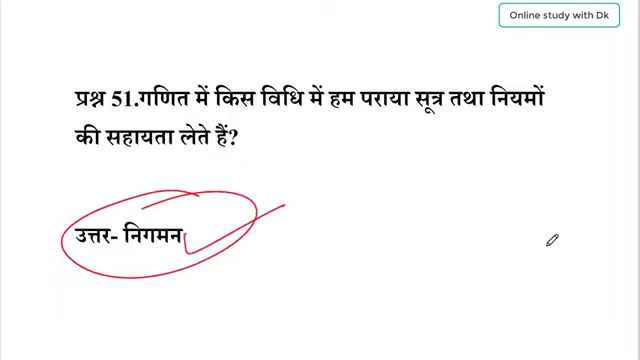 Online study with Dk
प्रश्न 51.गणित में किस विधि में हम पराया सूत्र तथा नियमों
की सहायता लेते हैं?
उत्तर- निगमन